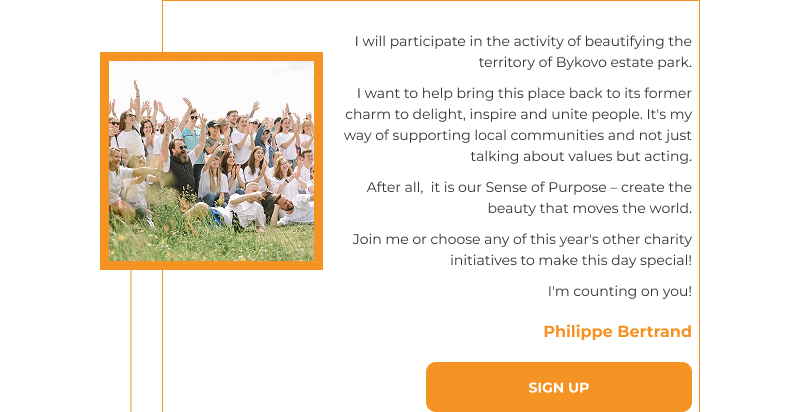 I will participate in the activity of beautifying the
territory of Bykovo estate park.
I want to help bring this place back to its former
charm to delight, inspire and unite people. It's my
way of supporting local communities and not just
talking about values but acting.
After all,  it is our Sense of Purpose – create the
beauty that moves the world.
Join me or choose any of this year's other charity
initiatives to make this day special!
I'm counting on you!
Philippe Bertrand
SIGN UP